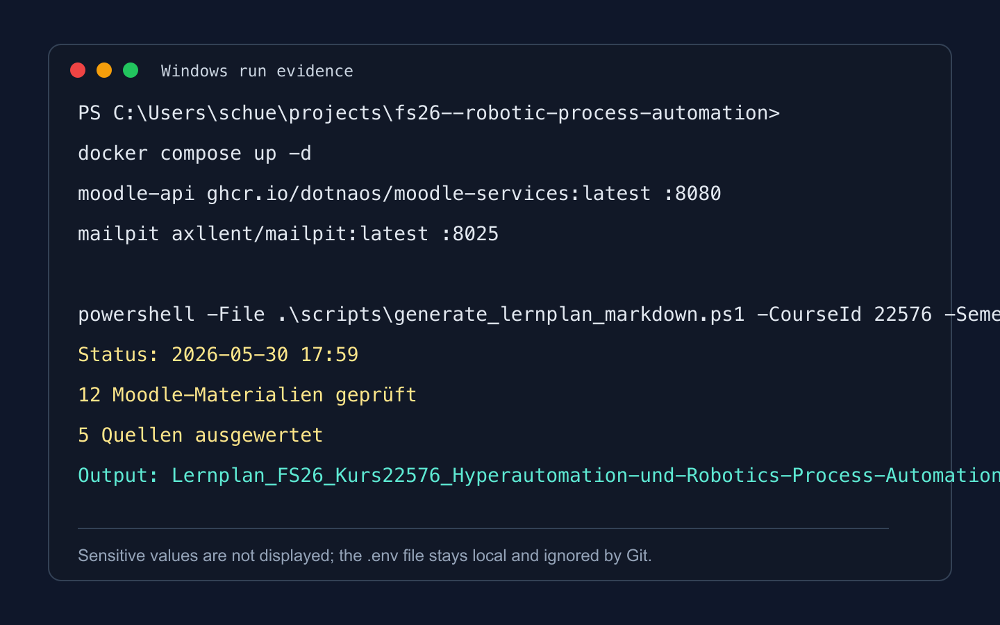 Windows run evidence
PS C:\Users\schue\projects\fs26--robotic-process-automation>
docker compose up -d
moodle-api ghcr.io/dotnaos/moodle-services:latest :8080
mailpit axllent/mailpit:latest :8025
powershell -File .\scripts\generate_lernplan_markdown.ps1 -CourseId 22576 -Seme
Status: 2026-05-30 17:59
12 Moodle-Materialien geprüft
5 Quellen ausgewertet
Output: Lernplan_FS26_Kurs22576_Hyperautomation-und-Robotics-Process-Automation
Sensitive values are not displayed; the .env file stays local and ignored by Git.